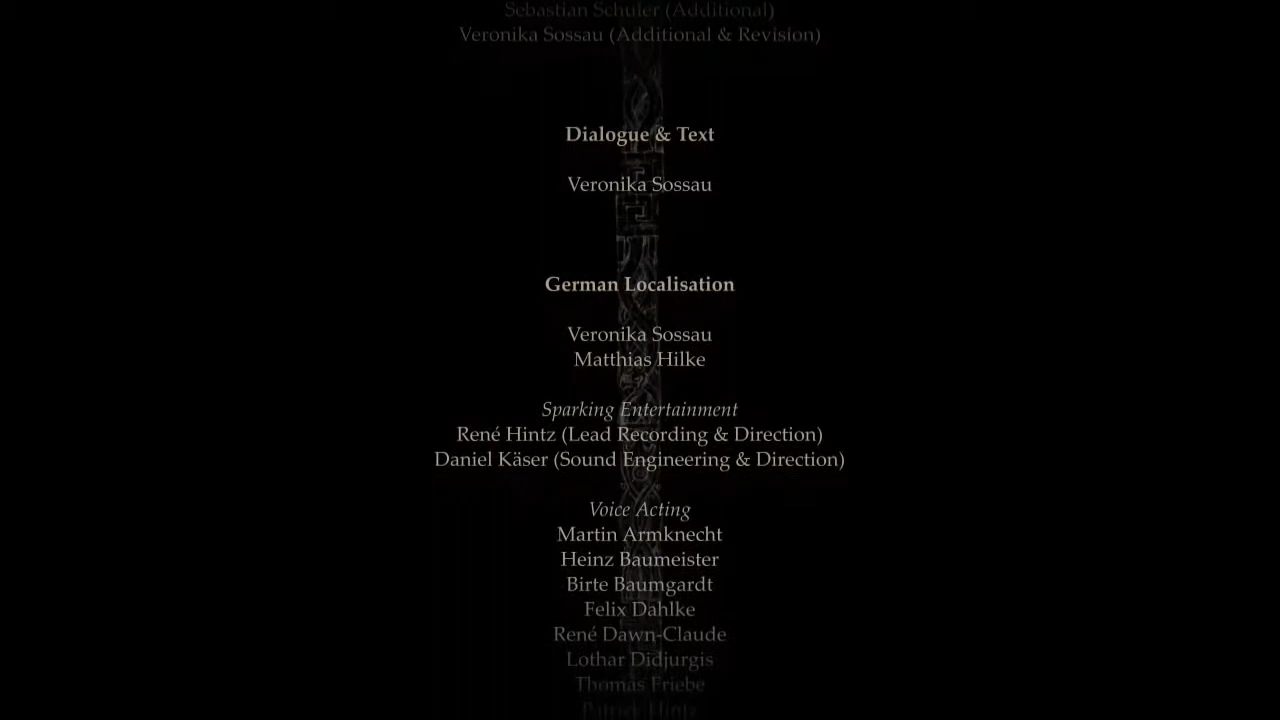 Sebastian Schuler (Additional)
Veronika Sossau (Additional & Revision)
Dialogue & Text
Veronika Sossau
German Localisation
Veronika Sossau
Matthias Hilke
Sparking Entertainment
René Hintz (Lead Recording & Direction)
Daniel Käser (Sound Engineering & Direction)
Voice Acting
Martin Armknecht
Heinz Baumeister
Birte Baumgardt
Felix Dahlke
René Dawn-Claude
Lothar Didjurgis
Thomas Friebe
Patrick Hintz